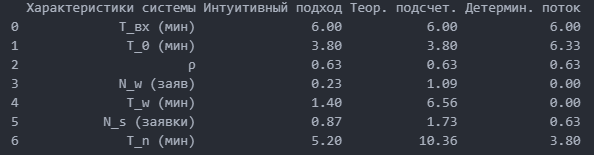 Характеристики системы Интуитивный подход Теор. подсчет. Детермин. поток
0 T_вх (мин) 6.00 6.00 6.00
1 T_0 (мин) 3.80 3.80 6.33
2 ρ 0.63 0.63 0.63
3 N_w (заяв) 0.23 1.09 0.00
4 T_w (мин) 1.40 6.56 0.00
5 N_s (заявки) 0.87 1.73 0.63
6 T_n (мин) 5.20 10.36 3.80